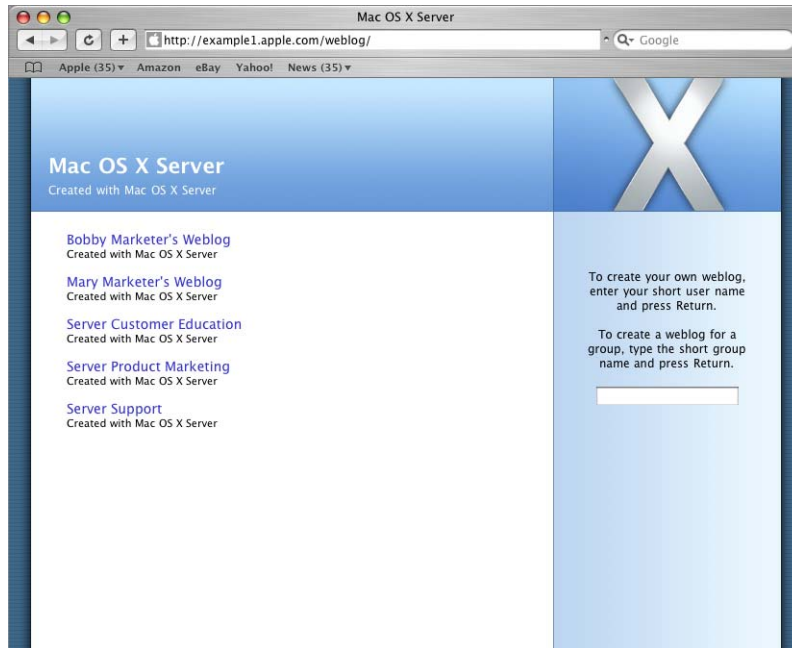 Mac OS X Server
http://example1.apple.com/weblog/
Google
Apple (35) Amazon eBay Yahoo! News (35)
Mac OS X Server
Created with Mac OS X Server
X
Bobby Marketer's Weblog
Created with Mac OS X Server
Mary Marketer's Weblog
Created with Mac OS X Server
Server Customer Education
Created with Mac OS X Server
Server Product Marketing
Created with Mac OS X Server
Server Support
Created with Mac OS X Server
To create your own weblog,
enter your short user name
and press Return.
To create a weblog for a
group, type the short group
name and press Return.